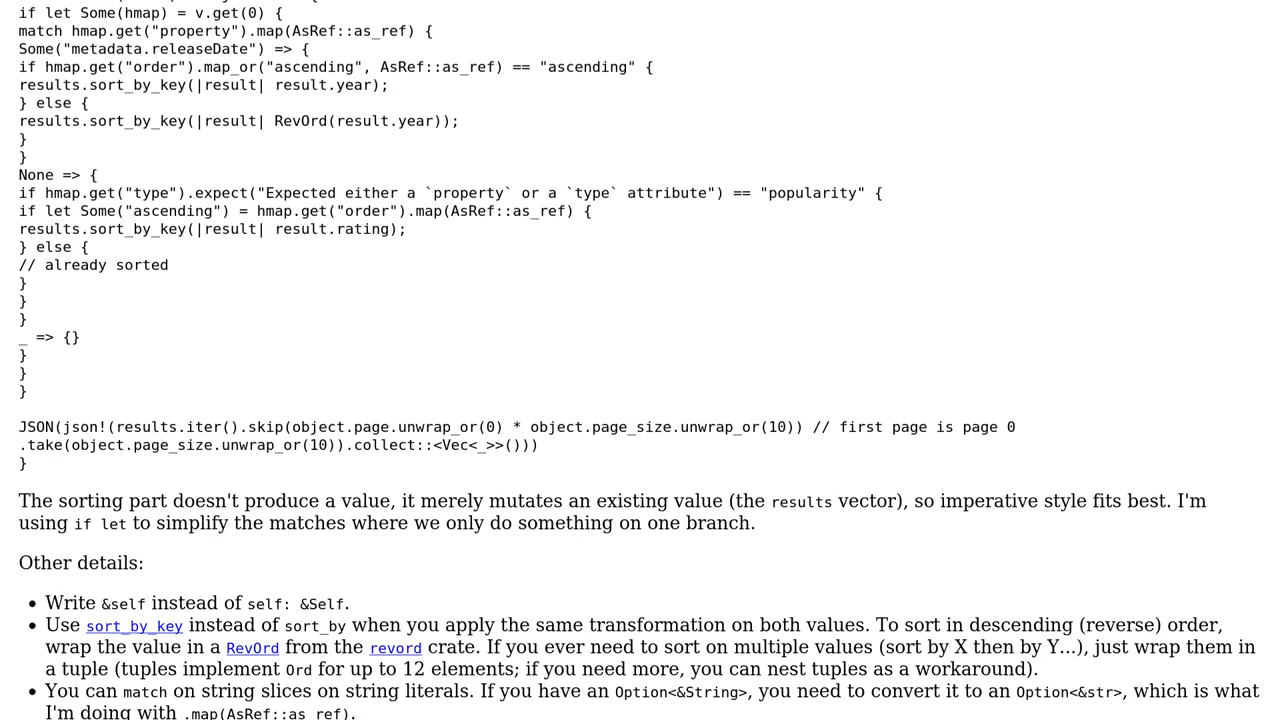 if let Some(hmap) = v.get(0) {
match hmap.get("property").map(AsRef::as_ref) {
Some("metadata.releaseDate") => {
if hmap.get("order").map_or("ascending", AsRef::as_ref) == "ascending" {
results.sort_by_key(|result| result.year);
} else {
results.sort_by_key(|result| RevOrd(result.year));
}
}
None => {
if hmap.get("type").expect("Expected either a `property` or a `type` attribute") == "popularity" {
if let Some("ascending") = hmap.get("order").map(AsRef::as_ref) {
results.sort_by_key(|result| result.rating);
} else {
// already sorted
}
}
}
_ => {}
}
}
}

JSON(json!(results.iter().skip(object.page.unwrap_or(0) * object.page_size.unwrap_or(10)) // first page is page 0
.take(object.page_size.unwrap_or(10)).collect::<Vec<_>>()))
}

The sorting part doesn't produce a value, it merely mutates an existing value (the results vector), so imperative style fits best. I'm
using if let to simplify the matches where we only do something on one branch.

Other details:

• Write &self instead of self: &Self.
• Use sort_by_key instead of sort_by when you apply the same transformation on both values. To sort in descending (reverse) order,
wrap the value in a RevOrd from the revord crate. If you ever need to sort on multiple values (sort by X then by Y...), just wrap them in
a tuple (tuples implement Ord for up to 12 elements; if you need more, you can nest tuples as a workaround).
• You can match on string slices on string literals. If you have an Option<&String>, you need to convert it to an Option<&str>, which is what
I'm doing with .map(AsRef::as_ref).